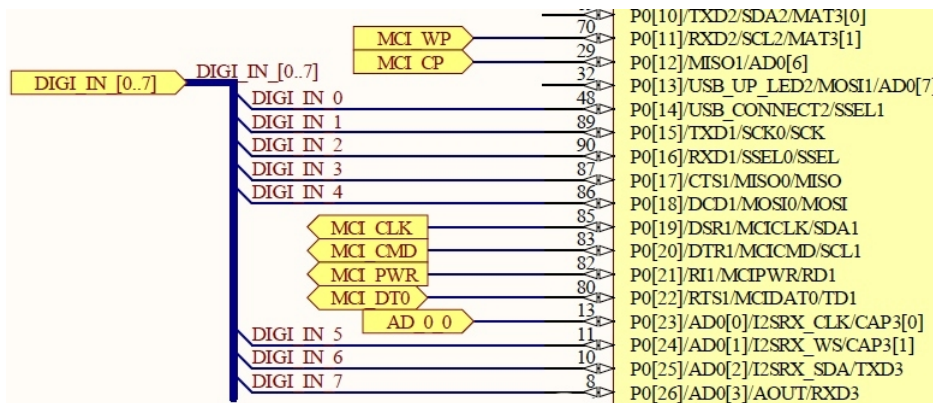 P0[10]/TXD2/SDA2/MAT3[0]
MCI_WP 70 P0[11]/RXD2/SCL2/MAT3[1]
MCI_CP 29 P0[12]/MISO1/AD0[6]
DIGI_IN_[0..7] DIGI_IN_[0..7] 32 P0[13]/USB_UP_LED2/MOSI1/AD0[7
DIGI_IN_0 48 P0[14]/USB_CONNECT2/SSEL1
DIGI_IN_1 89 P0[15]/TXD1/SCK0/SCK
DIGI_IN_2 90 P0[16]/RXD1/SSEL0/SSEL
DIGI_IN_3 87 P0[17]/CTS1/MISO0/MISO
DIGI_IN_4 86 P0[18]/DCD1/MOSI0/MOSI
MCI_CLK 85 P0[19]/DSR1/MCICLK/SDA1
MCI_CMD 83 P0[20]/DTR1/MCICMD/SCL1
MCI_PWR 82 P0[21]/RI1/MCIPWR/RD1
MCI_DT0 80 P0[22]/RTS1/MCIDAT0/TD1
AD_0_0 13 P0[23]/AD0[0]/I2SRX_CLK/CAP3[0]
DIGI_IN_5 11 P0[24]/AD0[1]/I2SRX_WS/CAP3[1]
DIGI_IN_6 10 P0[25]/AD0[2]/I2SRX_SDA/TXD3
DIGI_IN_7 8 P0[26]/AD0[3]/AOUT/RXD3